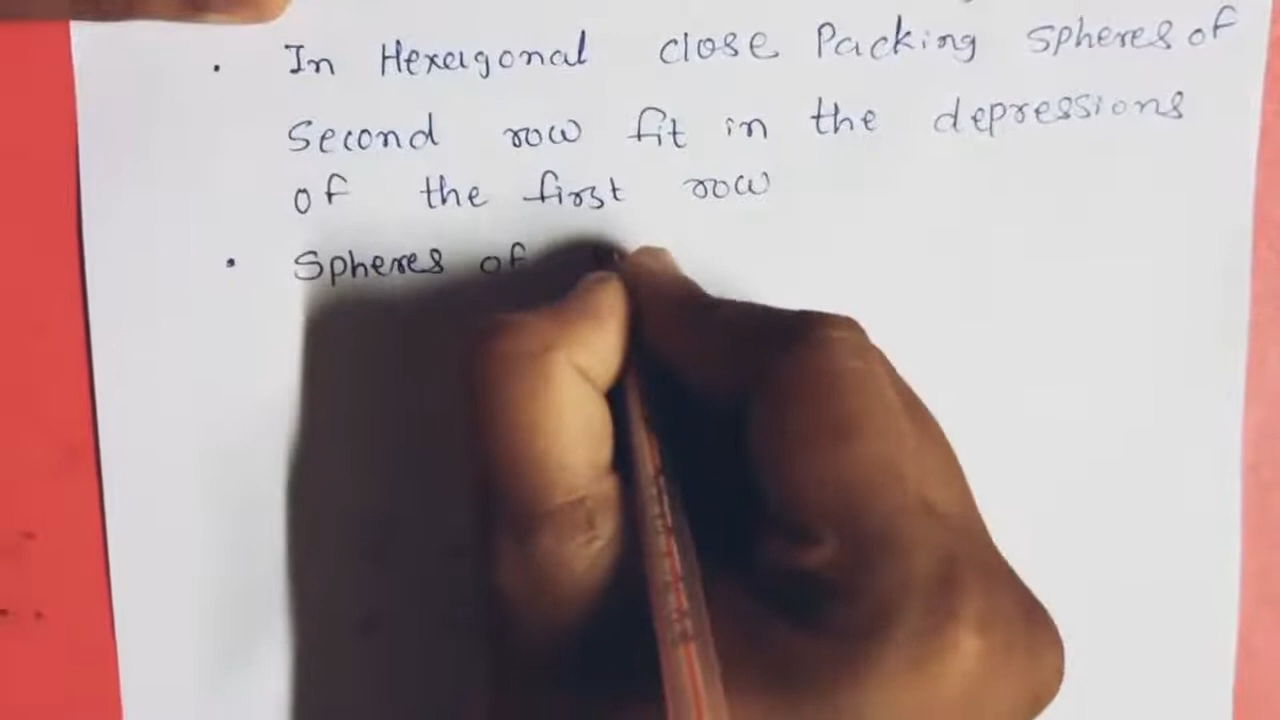 . In Hexagonal close Packing spheres of
Second row fit in the depressions
of the first row
. Spheres of